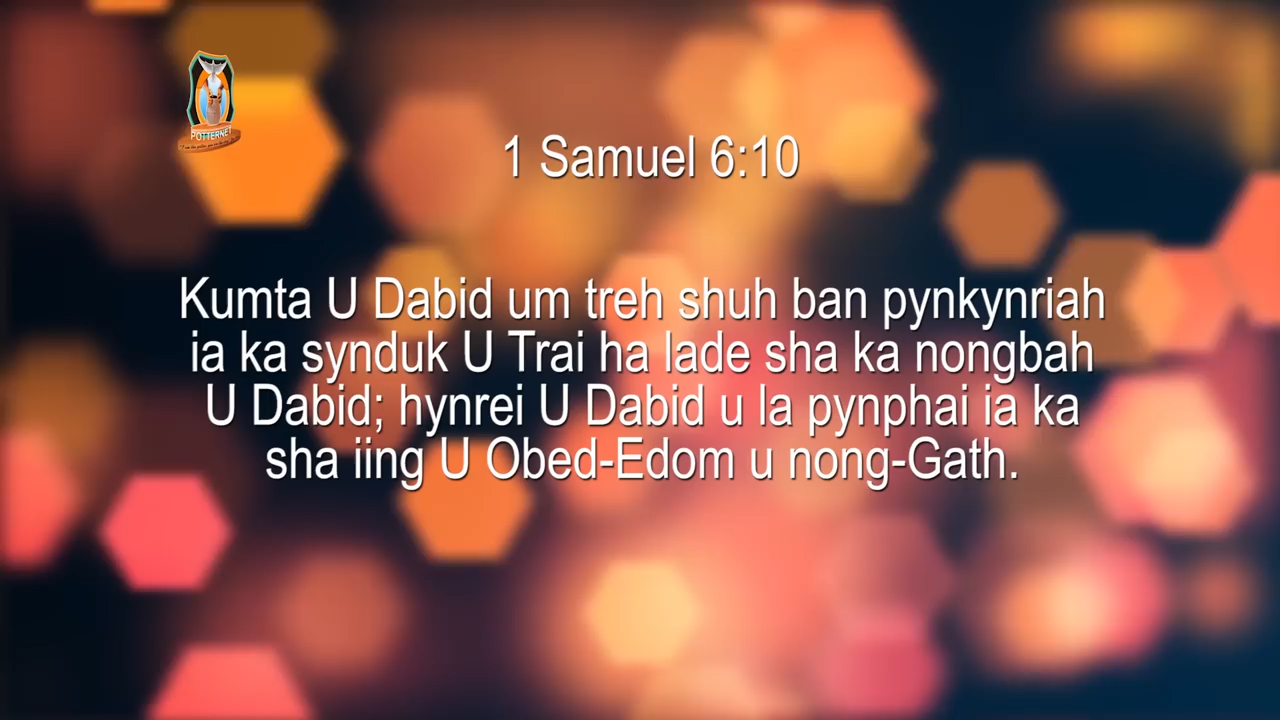 POTTERNET
1 Samuel 6:10
Kumta U Dabid um treh shuh ban pynkynriah
ia ka synduk U Trai ha lade sha ka nongbah
U Dabid; hynrei U Dabid u la pynphai ia ka
sha iing U Obed-Edom u nong-Gath.